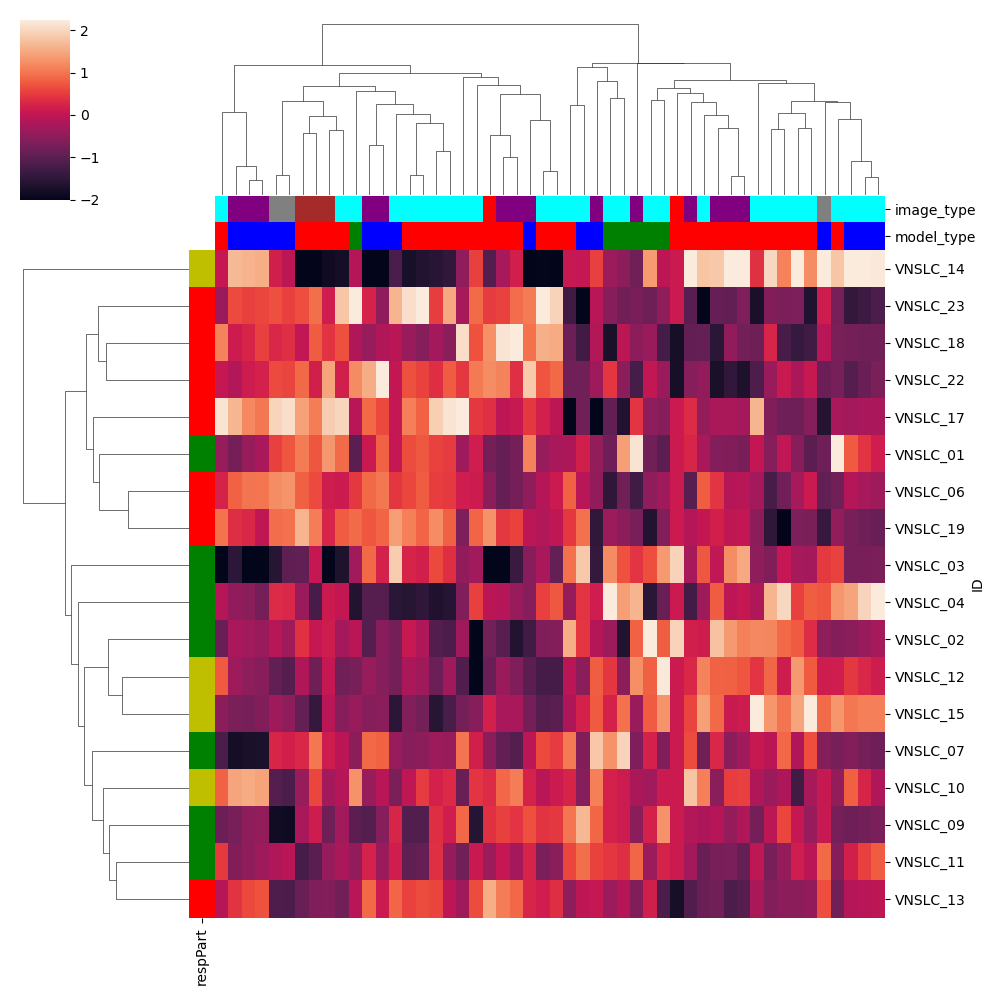 2
1
0
−1
−2
image_type
model_type
VNSLC_14
VNSLC_23
VNSLC_18
VNSLC_22
VNSLC_17
VNSLC_01
VNSLC_06
VNSLC_19
VNSLC_03
VNSLC_04
VNSLC_02
VNSLC_12
VNSLC_15
VNSLC_07
VNSLC_10
VNSLC_09
VNSLC_11
VNSLC_13
ID
respPart